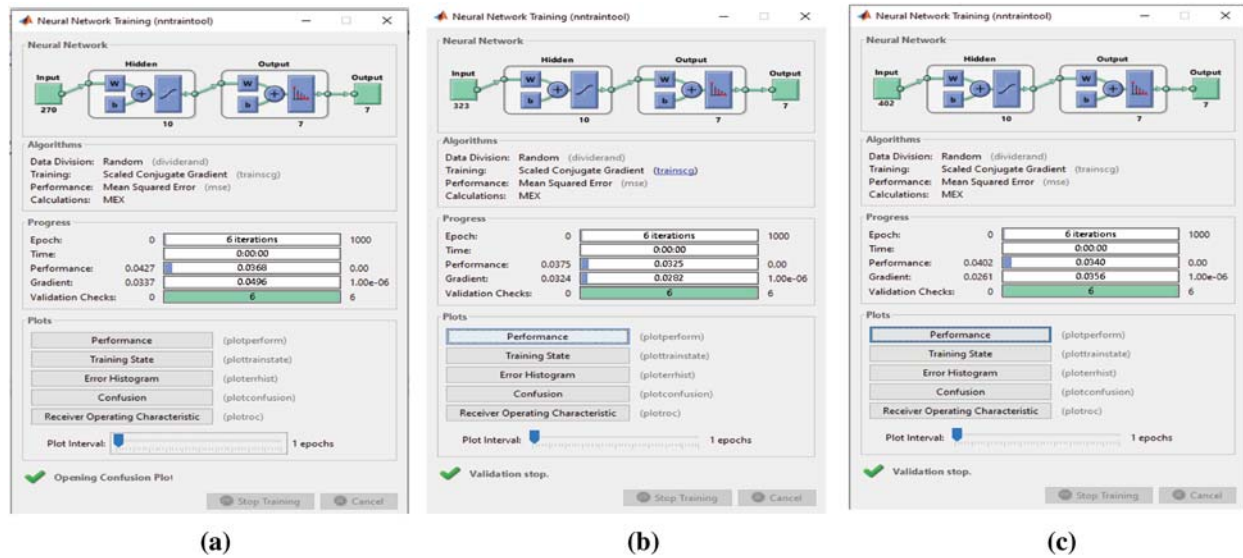 Neural Network Training (nntraintool)
Neural Network
Hidden Output
Input Output
W W
b b
270 7
10 7
Algorithms
Data Division: Random (dividerand)
Training: Scaled Conjugate Gradient (trainscg)
Performance: Mean Squared Error (mse)
Calculations: MEX
Progress
Epoch: 0 6 iterations 1000
Time: 0:00:00
Performance: 0.0427 0.0368 0.00
Gradient: 0.0337 0.0496 1.00e-06
Validation Checks: 0 6 6
Plots
Performance (plotperform)
Training State (plottrainstate)
Error Histogram (ploterrhist)
Confusion (plotconfusion)
Receiver Operating Characteristic (plotroc)
Plot Interval: 1 epochs
Opening Confusion Plot
Stop Training Cancel
(a)
Neural Network Training (nntraintool)
Neural Network
Hidden Output
Input Output
W W
b b
323 7
10 7
Algorithms
Data Division: Random (dividerand)
Training: Scaled Conjugate Gradient (trainscg)
Performance: Mean Squared Error (mse)
Calculations: MEX
Progress
Epoch: 0 6 iterations 1000
Time: 0:00:00
Performance: 0.0375 0.0325 0.00
Gradient: 0.0324 0.0282 1.00e-06
Validation Checks: 0 6 6
Plots
Performance (plotperform)
Training State (plottrainstate)
Error Histogram (ploterrhist)
Confusion (plotconfusion)
Receiver Operating Characteristic (plotroc)
Plot Interval: 1 epochs
Validation stop.
Stop Training Cancel
(b)
Neural Network Training (nntraintool)
Neural Network
Hidden Output
Input Output
W W
b b
402 7
10 7
Algorithms
Data Division: Random (dividerand)
Training: Scaled Conjugate Gradient (trainscg)
Performance: Mean Squared Error (mse)
Calculations: MEX
Progress
Epoch: 0 6 iterations 1000
Time: 0:00:00
Performance: 0.0402 0.0340 0.00
Gradient: 0.0261 0.0356 1.00e-06
Validation Checks: 0 6 6
Plots
Performance (plotperform)
Training State (plottrainstate)
Error Histogram (ploterrhist)
Confusion (plotconfusion)
Receiver Operating Characteristic (plotroc)
Plot Interval: 1 epochs
Validation stop.
Stop Training Cancel
(c)